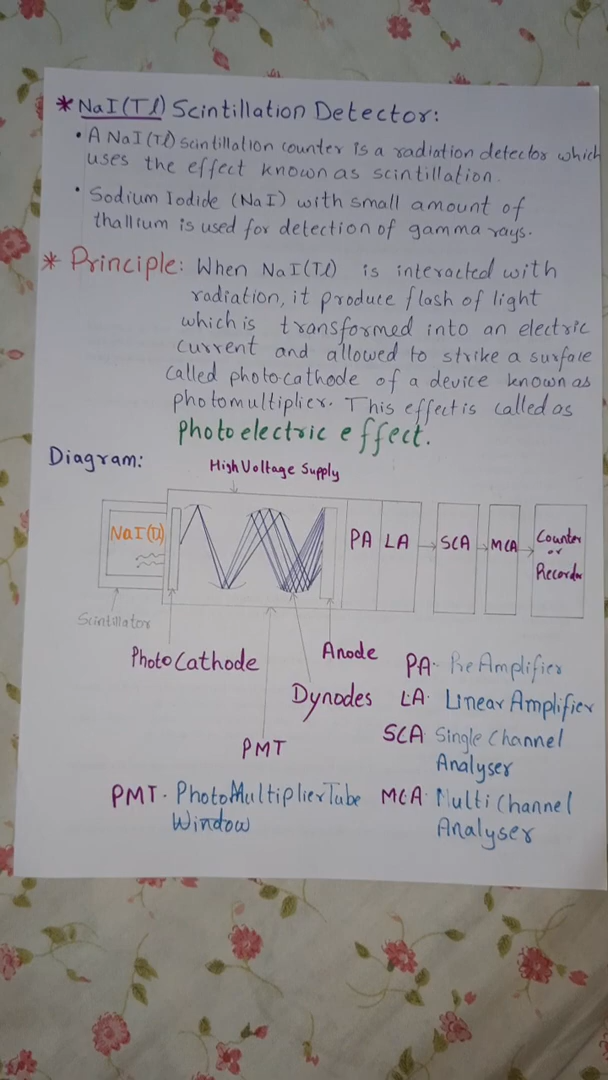 * NaI(Tl) Scintillation Detector:
• A NaI(Tl) scintillation counter is a radiation detector which
uses the effect known as scintillation.
• Sodium Iodide (NaI) with small amount of
thallium is used for detection of gamma rays.
* Principle: When NaI(Tl) is interacted with
radiation, it produce flash of light
which is transformed into an electric
current and allowed to strike a surface
called photocathode of a device known as
photomultiplier. This effect is called as
Photoelectric effect.
Diagram:
High Voltage Supply
NaI(Tl)
PA LA SCA MCA Counter
or
Recorder
Scintillator
PhotoCathode
Anode
Dynodes
PMT
PA- Pre Amplifier
LA- Linear Amplifier
SCA Single Channel
Analyser
PMT- PhotoMultiplierTube
Window
MCA- Multi Channel
Analyser